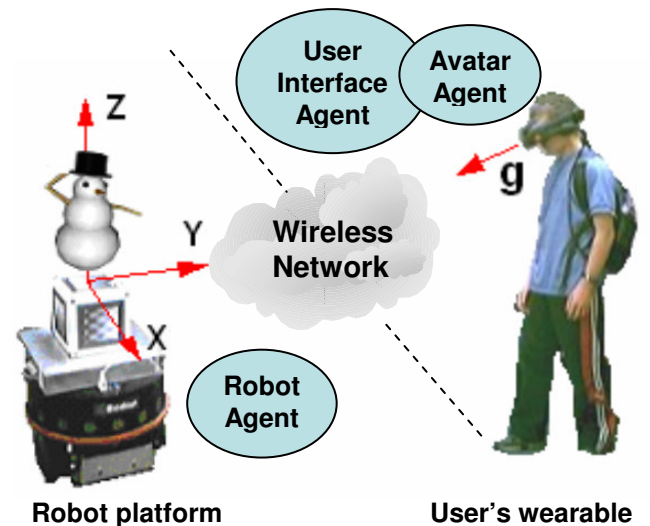 User
Interface
Agent
Avatar
Agent
Z
g
Y
Wireless
Network
X
Robot
Agent
Robot platform
User's wearable